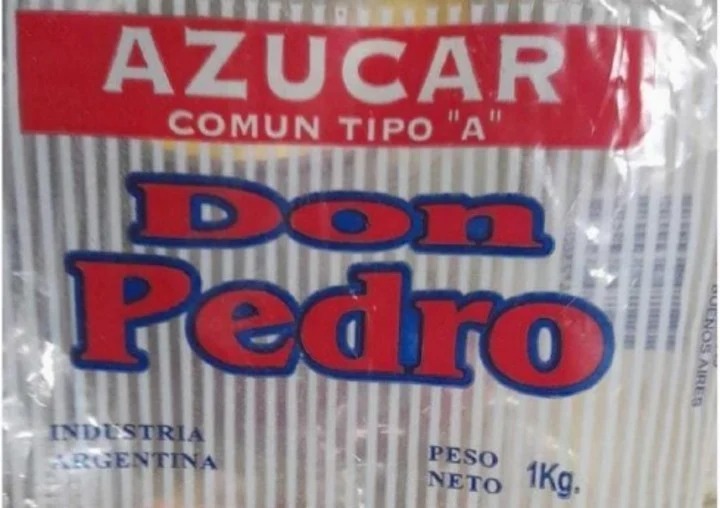 AZUCAR
COMUN TIPO "A"
Don
Pedro
INDUSTRIA
ARGENTINA
PESO
NETO 1Kg.
BUENOS AIRES